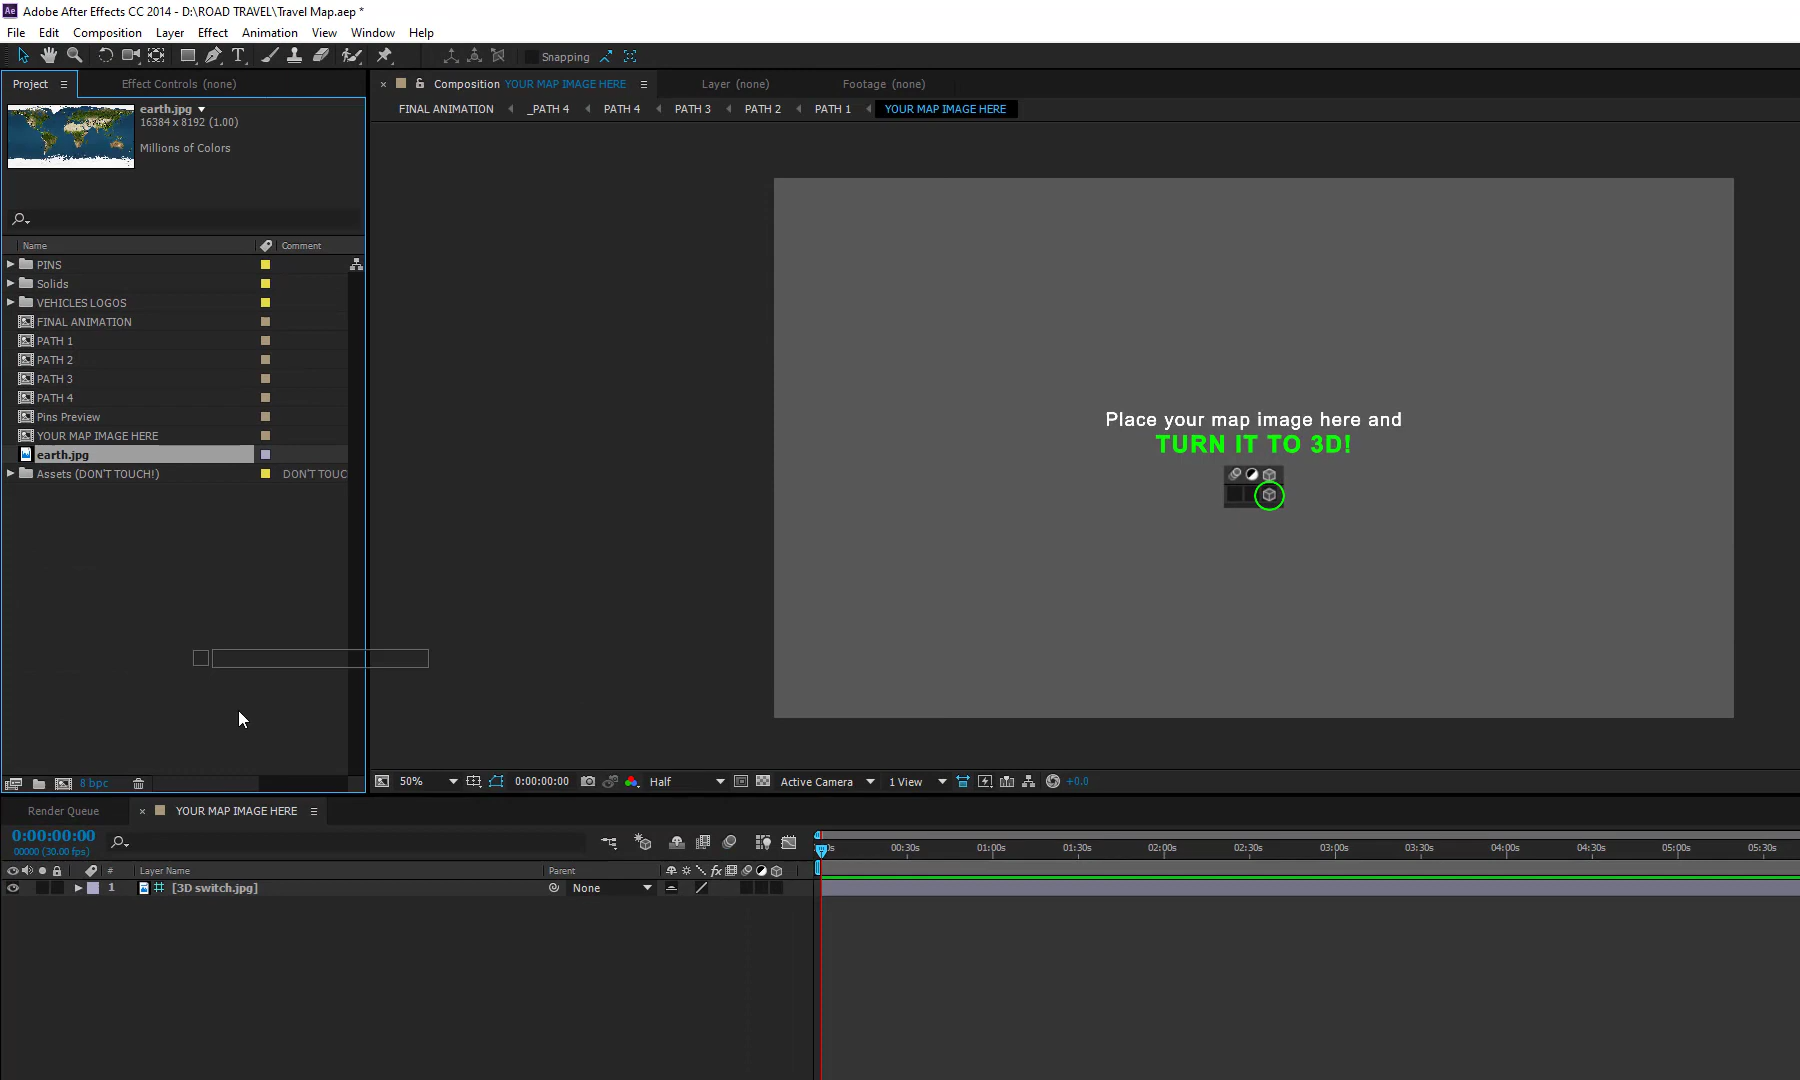 Ae Adobe After Effects CC 2014 - D:\ROAD TRAVEL\Travel Map.aep *
File Edit Composition Layer Effect Animation View Window Help
T Snapping
Project Effect Controls (none)
Composition YOUR MAP IMAGE HERE Layer (none) Footage (none)
FINAL ANIMATION _PATH 4 PATH 4 PATH 3 PATH 2 PATH 1 YOUR MAP IMAGE HERE
earth.jpg
16384 x 8192 (1.00)
Millions of Colors
Name Comment
PINS
Solids
VEHICLES LOGOS
FINAL ANIMATION
PATH 1
PATH 2
PATH 3
PATH 4
Pins Preview
YOUR MAP IMAGE HERE
earth.jpg
Assets (DON'T TOUCH!) DON'T TOUC
Place your map image here and
TURN IT TO 3D!
8 bpc
50% 0:00:00:00 Half Active Camera 1 View +0.0
Render Queue YOUR MAP IMAGE HERE
0:00:00:00
00000 (30.00 fps)
00:30s 01:00s 01:30s 02:00s 02:30s 03:00s 03:30s 04:00s 04:30s 05:00s 05:30s
# Layer Name Parent fx
1 [3D switch.jpg] None